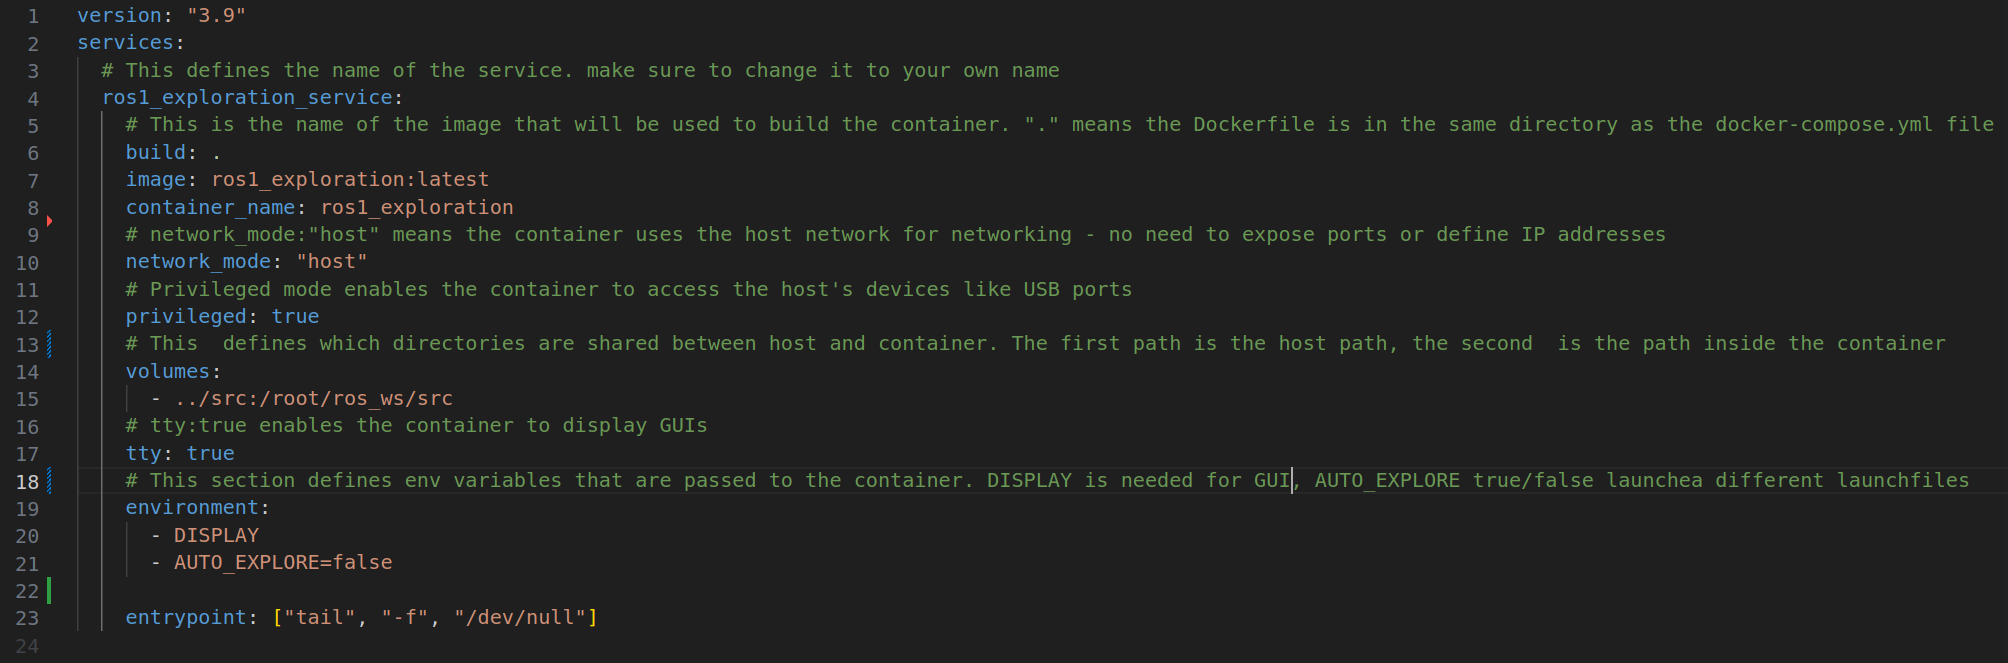 1 version: "3.9"
2 services:
3 # This defines the name of the service. make sure to change it to your own name
4 ros1_exploration_service:
5 # This is the name of the image that will be used to build the container. "." means the Dockerfile is in the same directory as the docker-compose.yml file
6 build: .
7 image: ros1_exploration:latest
8 container_name: ros1_exploration
9 # network_mode:"host" means the container uses the host network for networking - no need to expose ports or define IP addresses
10 network_mode: "host"
11 # Privileged mode enables the container to access the host's devices like USB ports
12 privileged: true
13 # This  defines which directories are shared between host and container. The first path is the host path, the second  is the path inside the container
14 volumes:
15 - ../src:/root/ros_ws/src
16 # tty:true enables the container to display GUIs
17 tty: true
18 # This section defines env variables that are passed to the container. DISPLAY is needed for GUI, AUTO_EXPLORE true/false launchea different launchfiles
19 environment:
20 - DISPLAY
21 - AUTO_EXPLORE=false
22
23 entrypoint: ["tail", "-f", "/dev/null"]
24